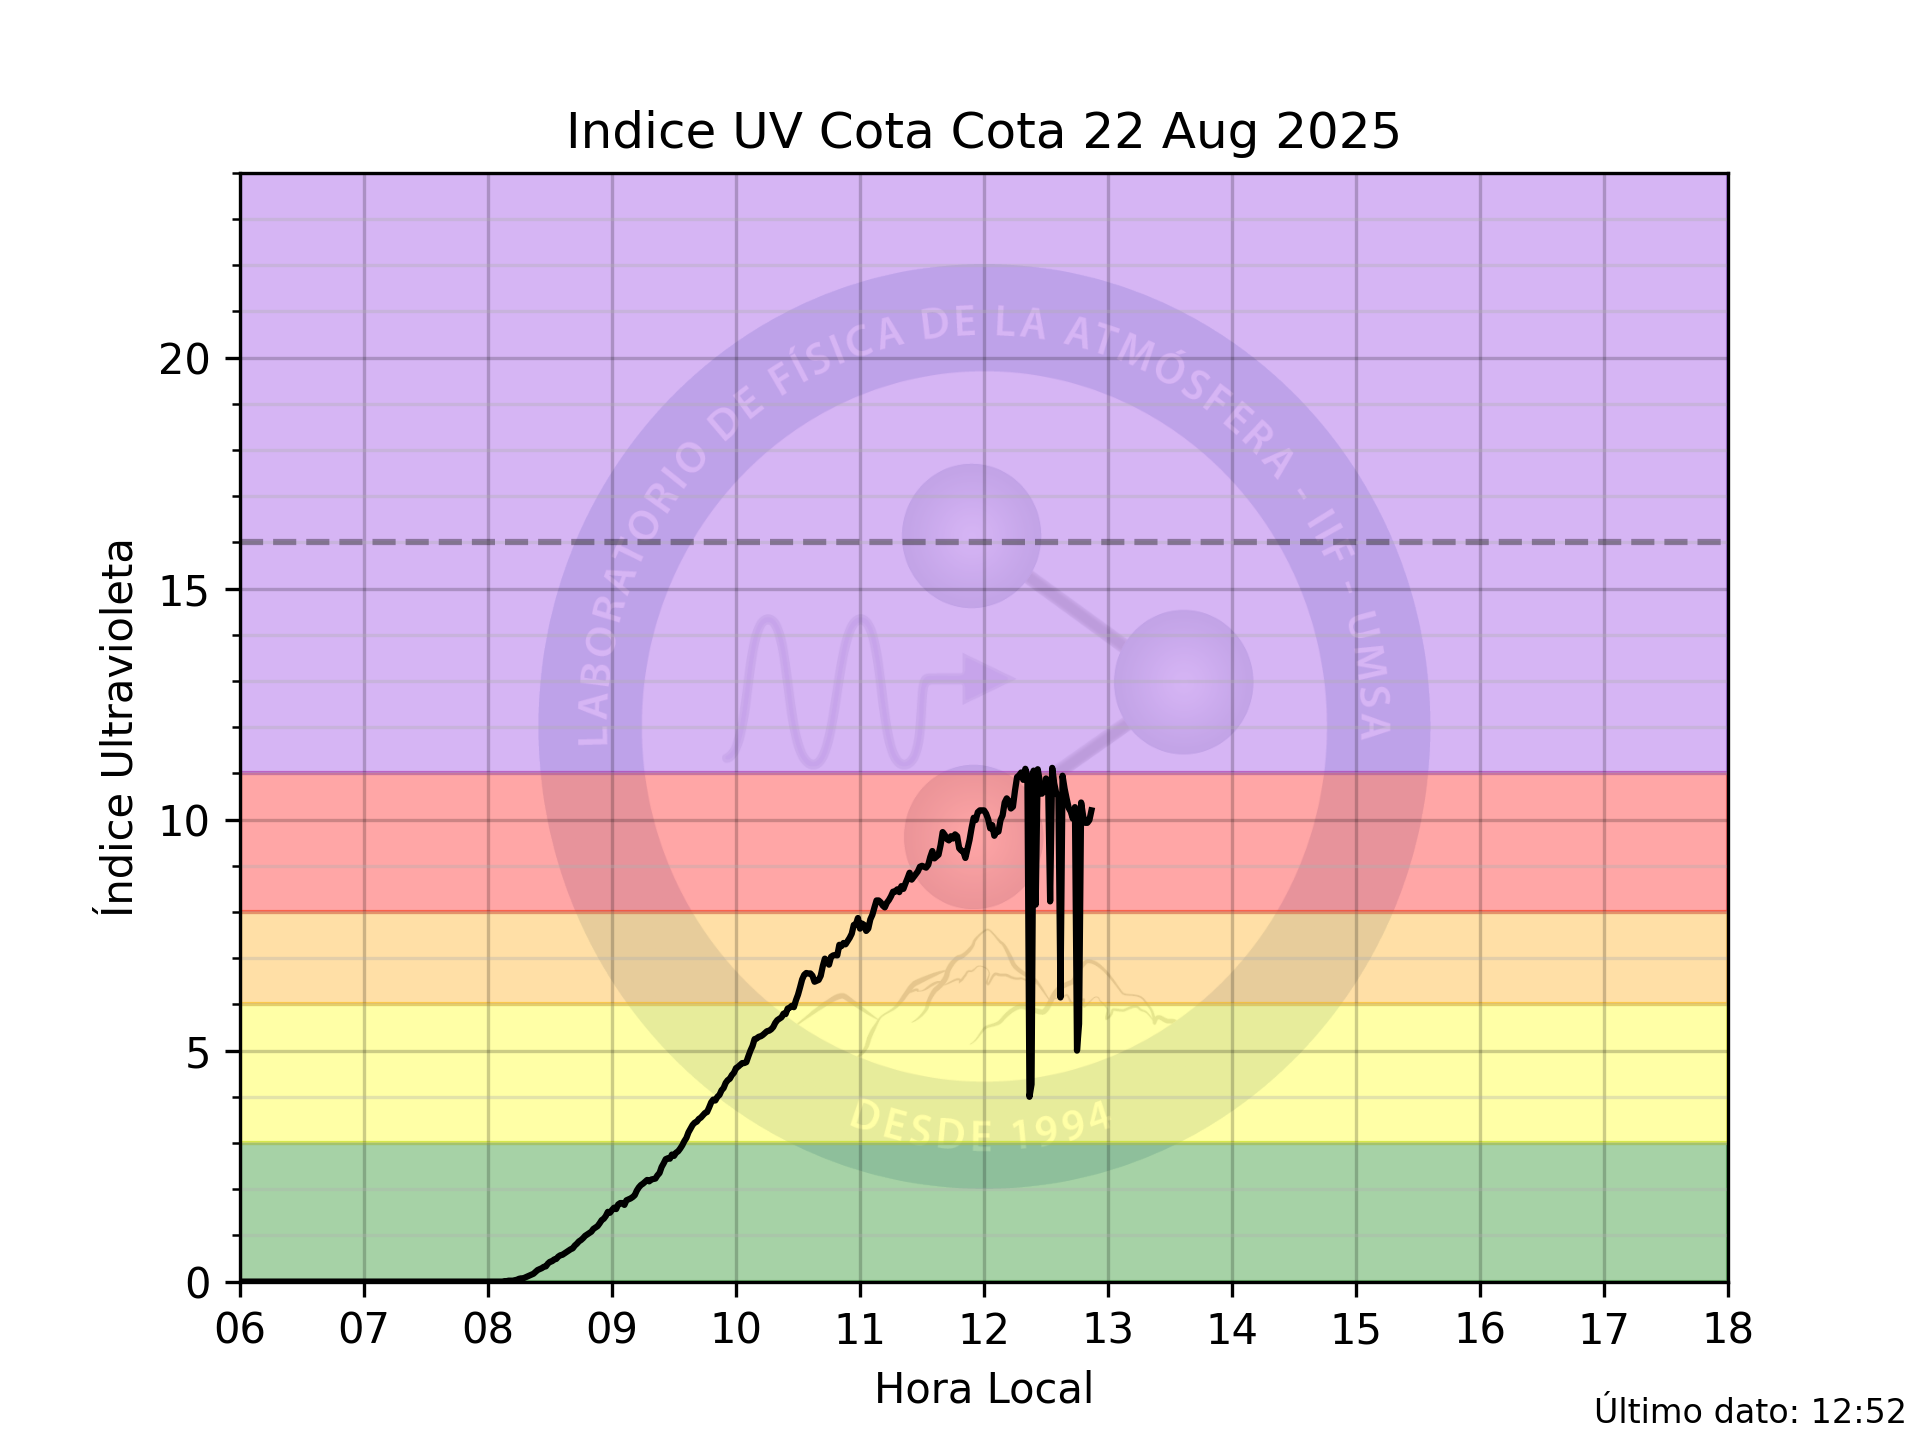 Indice UV Cota Cota 22 Aug 2025
Índice Ultravioleta
20
15
10
5
0
LABORATORIO DE FÍSICA DE LA ATMÓSFERA - IIF - UMSA
DESDE 1994
06 07 08 09 10 11 12 13 14 15 16 17 18
Hora Local
Último dato: 12:52